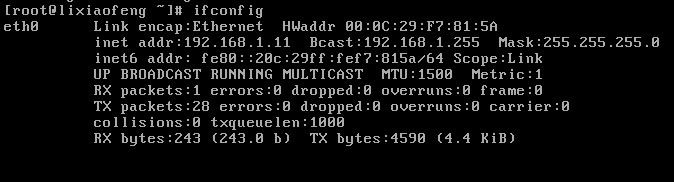 [root@lixiaofeng ~]# ifconfig
eth0      Link encap:Ethernet  HWaddr 00:0C:29:F7:81:5A
          inet addr:192.168.1.11  Bcast:192.168.1.255  Mask:255.255.255.0
          inet6 addr: fe80::20c:29ff:fef7:815a/64 Scope:Link
          UP BROADCAST RUNNING MULTICAST  MTU:1500  Metric:1
          RX packets:1 errors:0 dropped:0 overruns:0 frame:0
          TX packets:28 errors:0 dropped:0 overruns:0 carrier:0
          collisions:0 txqueuelen:1000
          RX bytes:243 (243.0 b)  TX bytes:4590 (4.4 KiB)